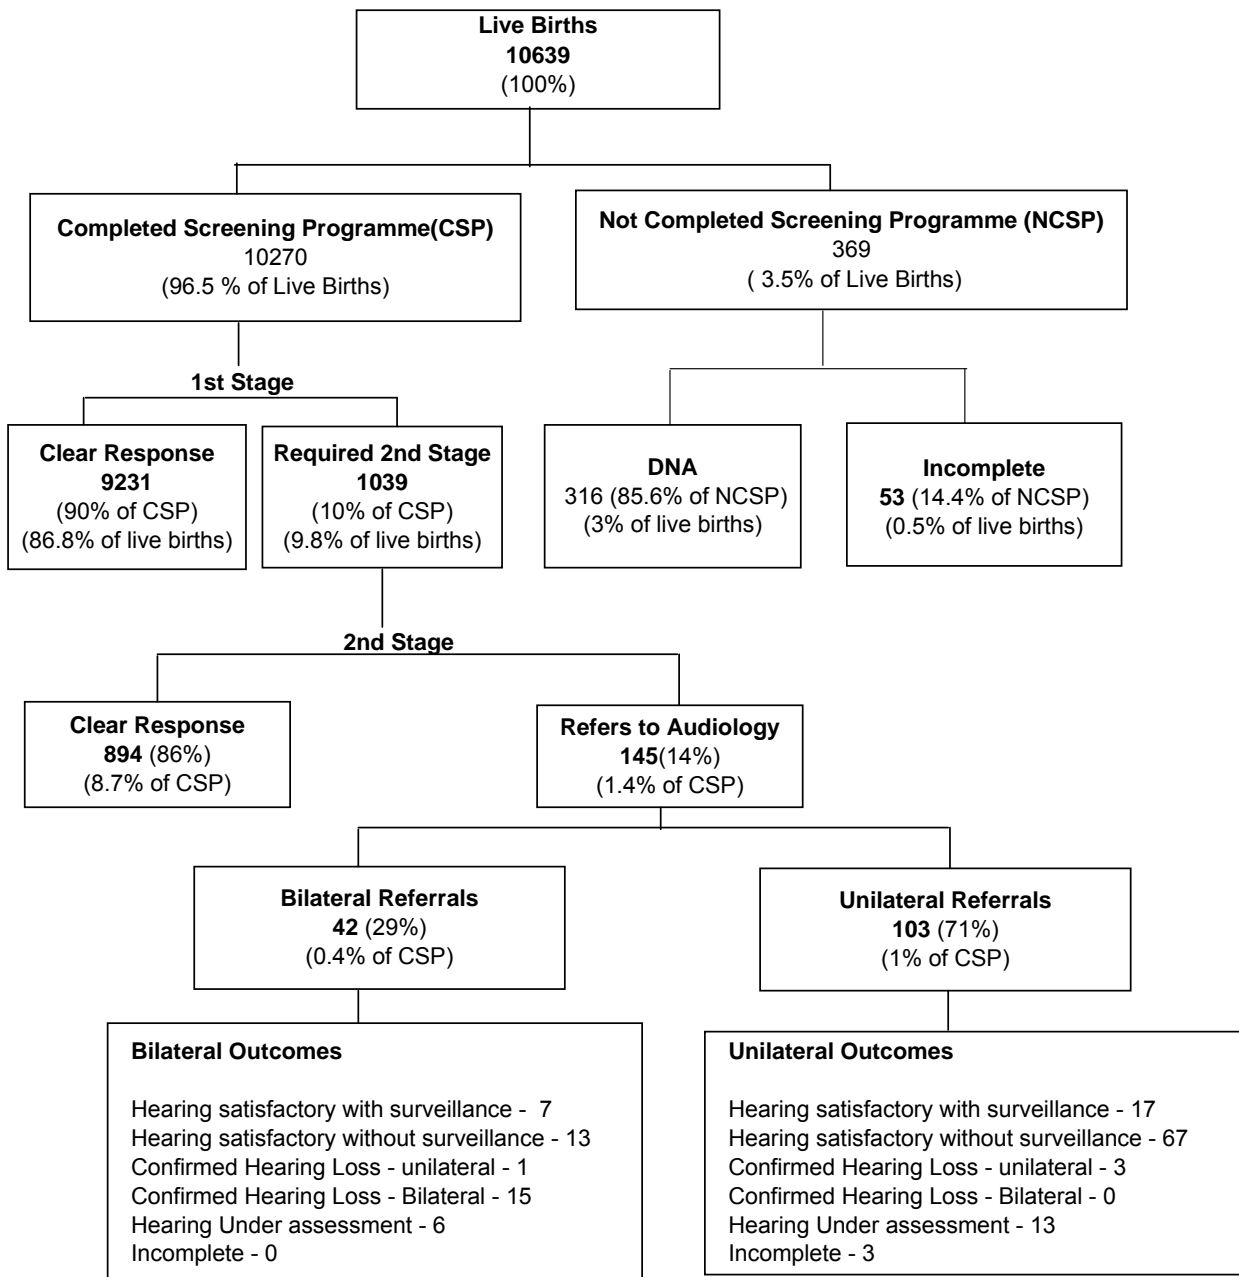 Live Births
10639
(100%)
Completed Screening Programme(CSP)
10270
(96.5 % of Live Births)
Not Completed Screening Programme (NCSP)
369
( 3.5% of Live Births)
1st Stage
Clear Response
9231
(90% of CSP)
(86.8% of live births)
Required 2nd Stage
1039
(10% of CSP)
(9.8% of live births)
DNA
316 (85.6% of NCSP)
(3% of live births)
Incomplete
53 (14.4% of NCSP)
(0.5% of live births)
2nd Stage
Clear Response
894 (86%)
(8.7% of CSP)
Refers to Audiology
145(14%)
(1.4% of CSP)
Bilateral Referrals
42 (29%)
(0.4% of CSP)
Unilateral Referrals
103 (71%)
(1% of CSP)
Bilateral Outcomes
Hearing satisfactory with surveillance - 7
Hearing satisfactory without surveillance - 13
Confirmed Hearing Loss - unilateral - 1
Confirmed Hearing Loss - Bilateral - 15
Hearing Under assessment - 6
Incomplete - 0
Unilateral Outcomes
Hearing satisfactory with surveillance - 17
Hearing satisfactory without surveillance - 67
Confirmed Hearing Loss - unilateral - 3
Confirmed Hearing Loss - Bilateral - 0
Hearing Under assessment - 13
Incomplete - 3